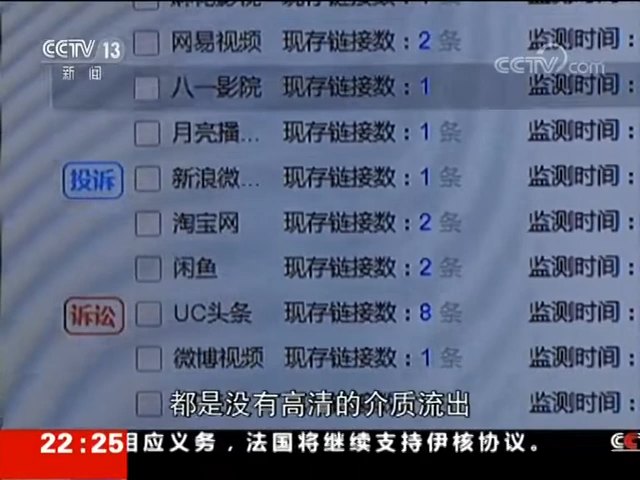 CCTV 13
新闻
CCTV.com
网易视频 现存链接数：2 条 监测时间：
八一影院 现存链接数：1 监测时间：
月亮播... 现存链接数：1 条 监测时间：
投诉 新浪微... 现存链接数：1 条 监测时间：
淘宝网 现存链接数：2 条 监测时间：
闲鱼 现存链接数：2 条 监测时间：
诉讼 UC头条 现存链接数：8 条 监测时间：
微博视频 现存链接数：1 条 监测时间：
监测时间：
都是没有高清的介质流出
22:25 应义务，法国将继续支持伊核协议。